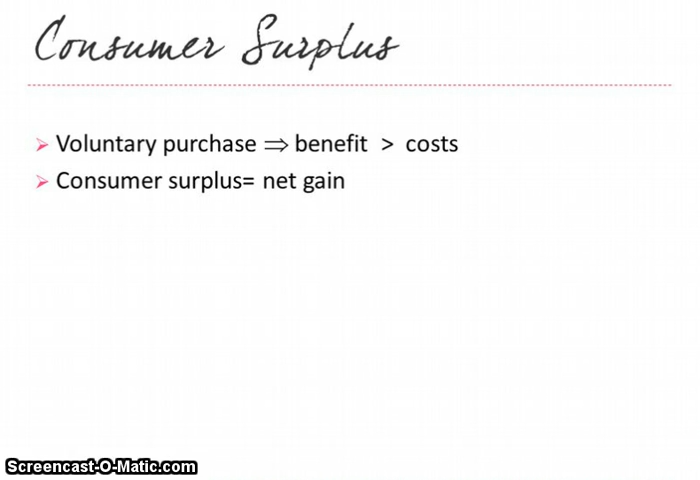 Consumer Surplus
➢ Voluntary purchase ⇒ benefit > costs
➢ Consumer surplus= net gain
Screencast-O-Matic.com